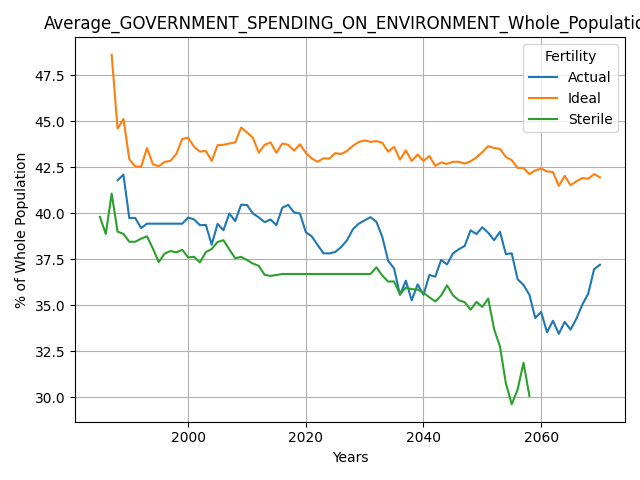 Average_GOVERNMENT_SPENDING_ON_ENVIRONMENT_Whole_Populatio
Fertility
Actual
Ideal
Sterile
% of Whole Population
47.5
45.0
42.5
40.0
37.5
35.0
32.5
30.0
2000
2020
2040
2060
Years